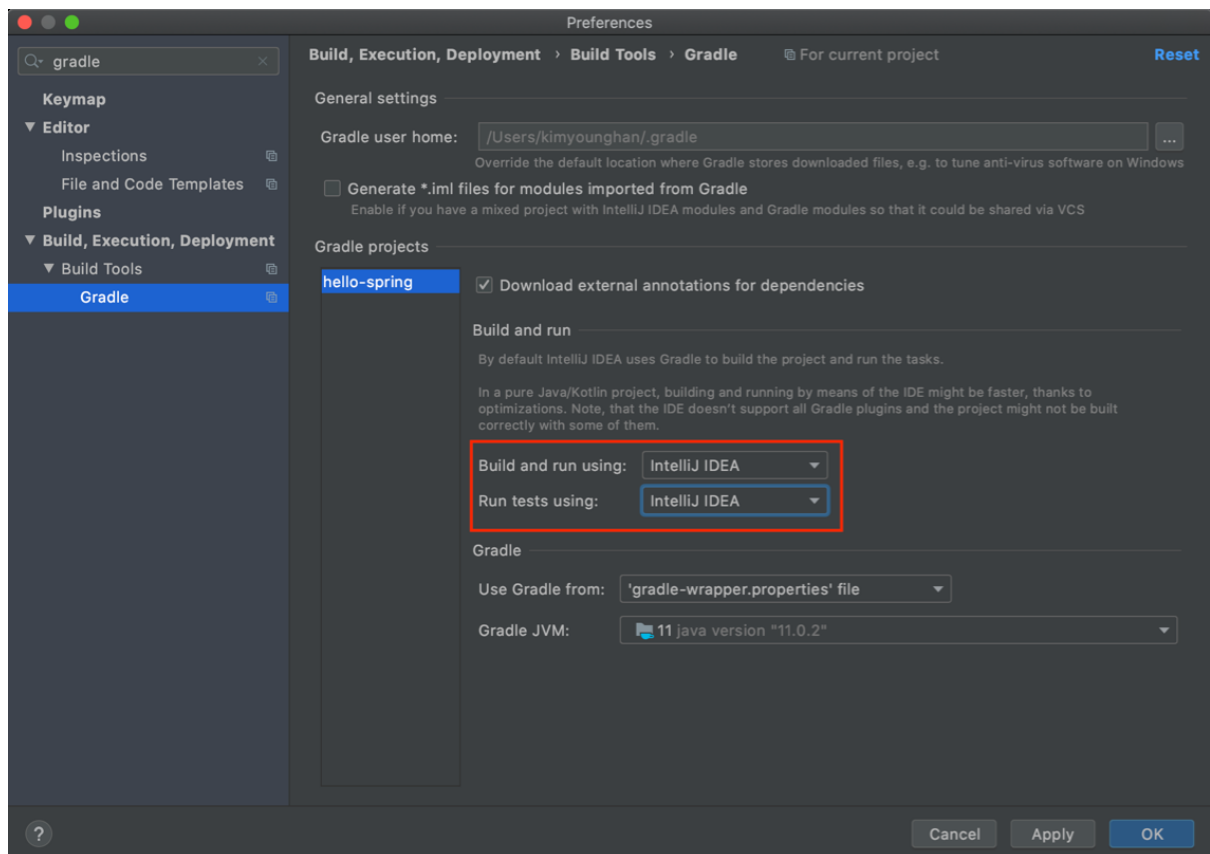 Preferences
gradle
Keymap
Editor
Inspections
File and Code Templates
Plugins
Build, Execution, Deployment
Build Tools
Gradle
Build, Execution, Deployment › Build Tools › Gradle
For current project
Reset
General settings
Gradle user home: /Users/kimyounghan/.gradle ...
Override the default location where Gradle stores downloaded files, e.g. to tune anti-virus software on Windows
Generate *.iml files for modules imported from Gradle
Enable if you have a mixed project with IntelliJ IDEA modules and Gradle modules so that it could be shared via VCS
Gradle projects
hello-spring
Download external annotations for dependencies
Build and run
By default IntelliJ IDEA uses Gradle to build the project and run the tasks.
In a pure Java/Kotlin project, building and running by means of the IDE might be faster, thanks to
optimizations. Note, that the IDE doesn't support all Gradle plugins and the project might not be built
correctly with some of them.
Build and run using: IntelliJ IDEA
Run tests using: IntelliJ IDEA
Gradle
Use Gradle from: 'gradle-wrapper.properties' file
Gradle JVM: 11 java version "11.0.2"
?
Cancel
Apply
OK